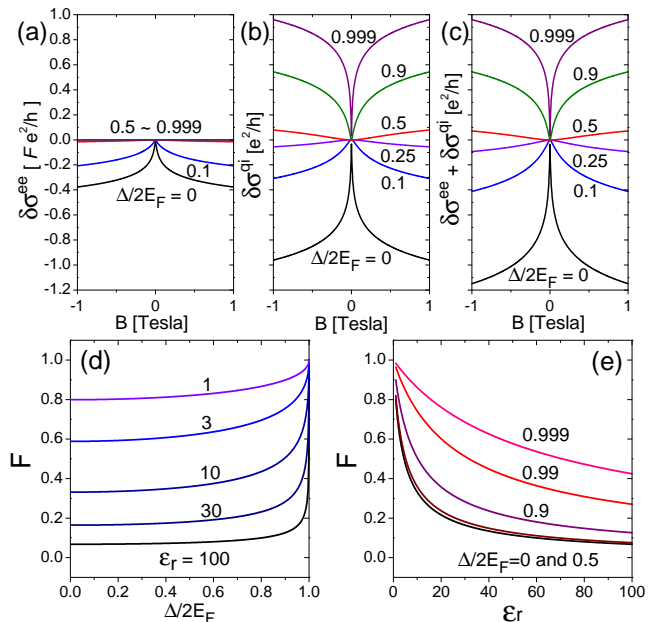 (a)
δσ^ee [ F e²/h ]
0.5 ~ 0.999
0.1
Δ/2E_F = 0
1.0
0.8
0.6
0.4
0.2
0.0
-0.2
-0.4
-0.6
-0.8
-1.0
-1.2
-1 0 1
B [Tesla]
(b)
δσ^qi [e²/h]
0.999
0.9
0.5
0.25
0.1
Δ/2E_F = 0
-1 0 1
B [Tesla]
(c)
δσ^ee + δσ^qi [e²/h]
0.999
0.9
0.5
0.25
0.1
Δ/2E_F = 0
-1 0 1
B [Tesla]
(d)
F
1.0
0.8
0.6
0.4
0.2
0.0
1
3
10
30
ε_r = 100
0.0 0.2 0.4 0.6 0.8 1.0
Δ/2E_F
(e)
F
1.0
0.8
0.6
0.4
0.2
0.0
0.999
0.99
0.9
Δ/2E_F=0 and 0.5
0 20 40 60 80 100
ε_r